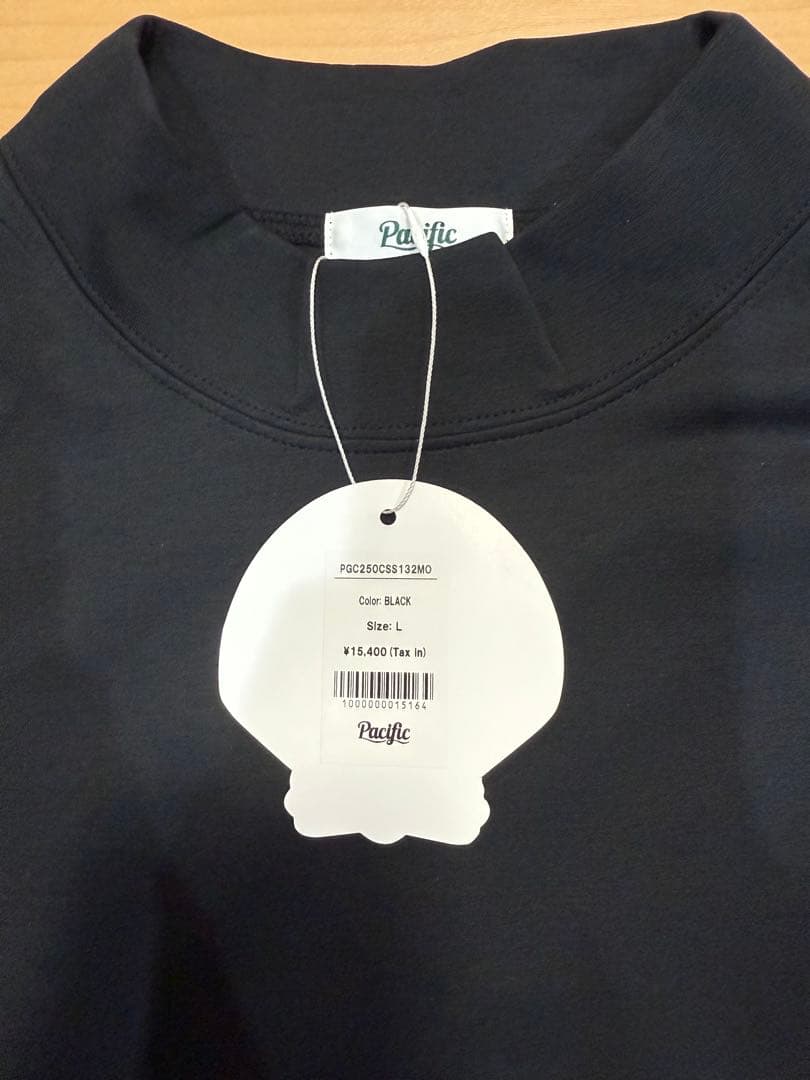 Pacific
PGC250CSS132MO
Color: BLACK
Size: L
¥15,400 (Tax in)
1000000015164
Pacific